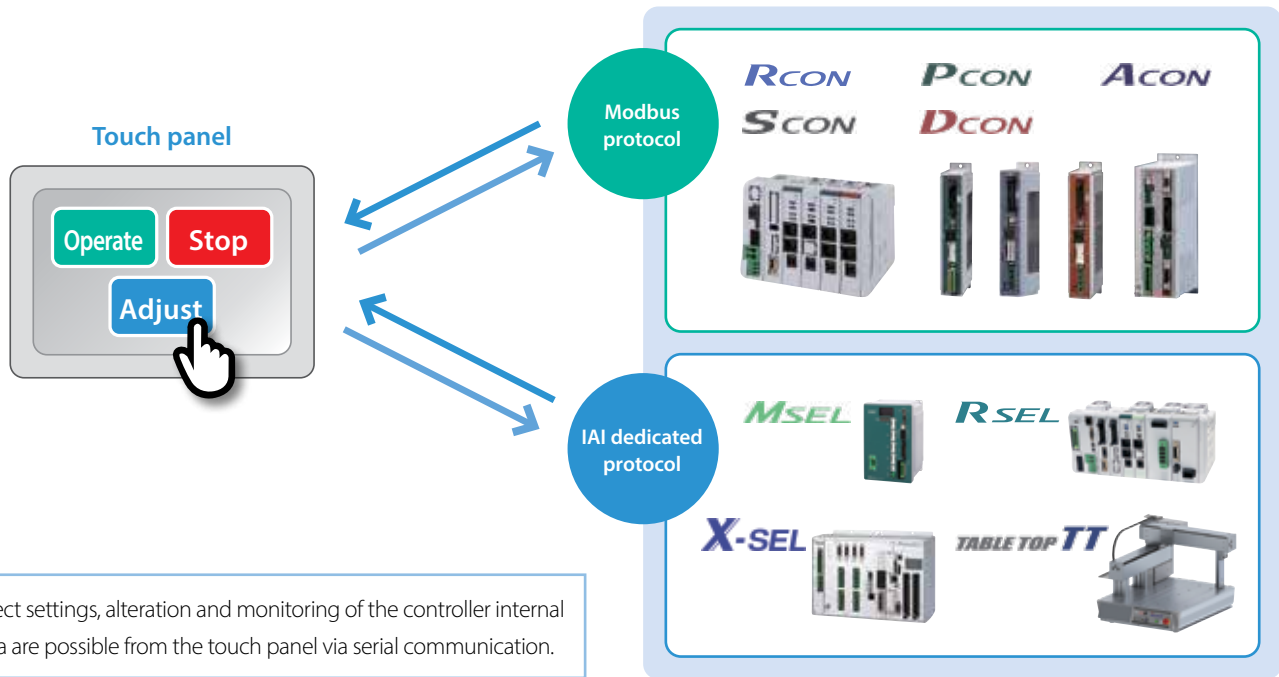 Touch panel
Operate
Stop
Adjust
Modbus
protocol
RCON
PCON
ACON
SCON
DCON
IAI dedicated
protocol
MSEL
RSEL
X-SEL
TABLE TOP TT
ect settings, alteration and monitoring of the controller internal
a are possible from the touch panel via serial communication.